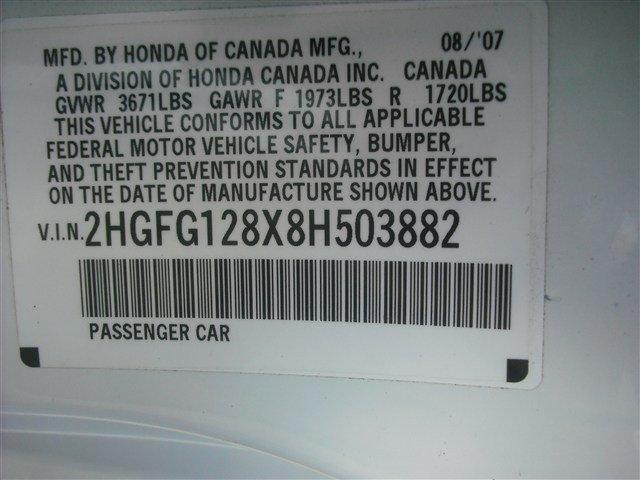 MFD. BY HONDA OF CANADA MFG., 08/'07
A DIVISION OF HONDA CANADA INC. CANADA
GVWR 3671LBS GAWR F 1973LBS R 1720LBS
THIS VEHICLE CONFORMS TO ALL APPLICABLE
FEDERAL MOTOR VEHICLE SAFETY, BUMPER,
AND THEFT PREVENTION STANDARDS IN EFFECT
ON THE DATE OF MANUFACTURE SHOWN ABOVE.
V.I.N. 2HGFG128X8H503882
PASSENGER CAR